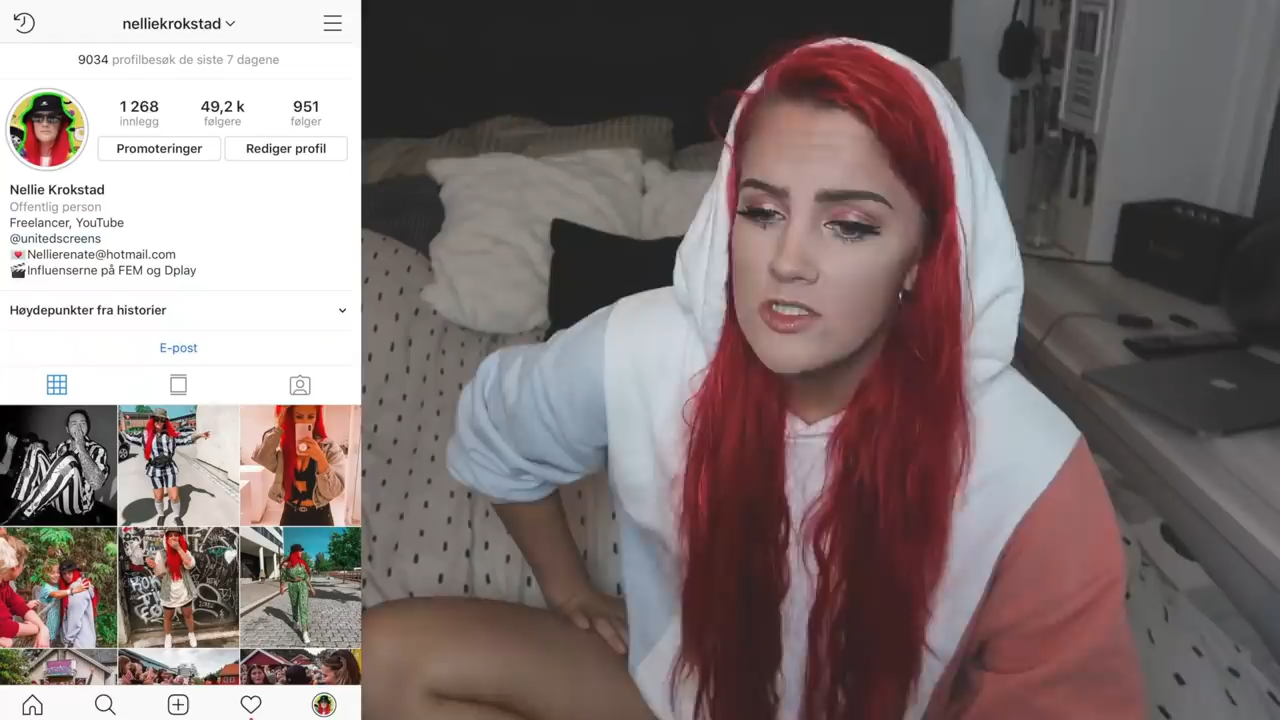 nelliekrokstad
9034 profilbesøk de siste 7 dagene
1 268 49,2 k 951
innlegg følgere følger
Promoteringer Rediger profil
Nellie Krokstad
Offentlig person
Freelancer, YouTube
@unitedscreens
💌Nellierenate@hotmail.com
🎬Influenserne på FEM og Dplay
Høydepunkter fra historier
E-post